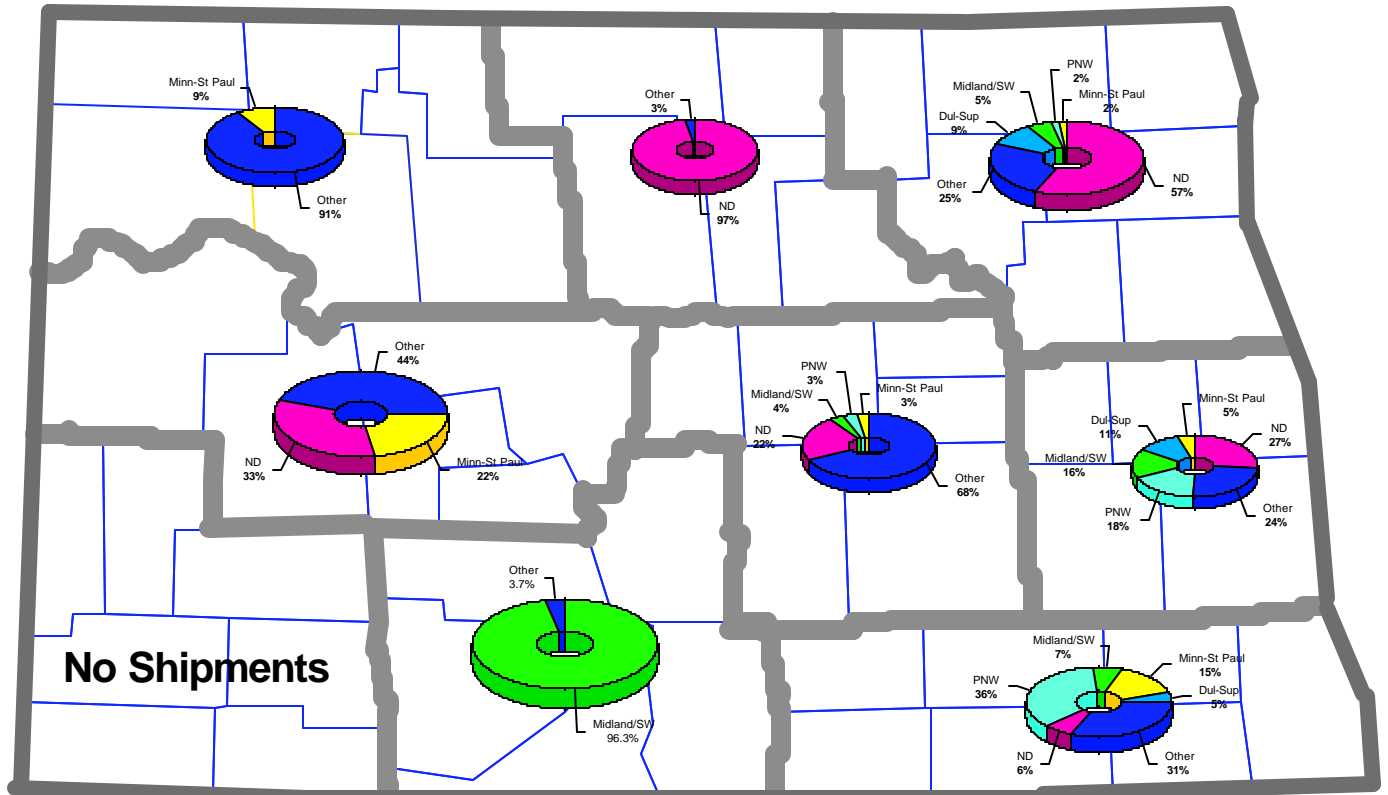 Minn-St Paul
9%
Other
91%
Other
3%
ND
97%
PNW
2%
Midland/SW
5%
Minn-St Paul
2%
Dul-Sup
9%
Other
25%
ND
57%
Other
44%
ND
33%
Minn-St Paul
22%
PNW
3%
Midland/SW
4%
Minn-St Paul
3%
ND
22%
Other
68%
Minn-St Paul
5%
Dul-Sup
11%
ND
27%
Midland/SW
16%
PNW
18%
Other
24%
No Shipments
Other
3.7%
Midland/SW
96.3%
Midland/SW
7%
Minn-St Paul
15%
PNW
36%
Dul-Sup
5%
ND
6%
Other
31%